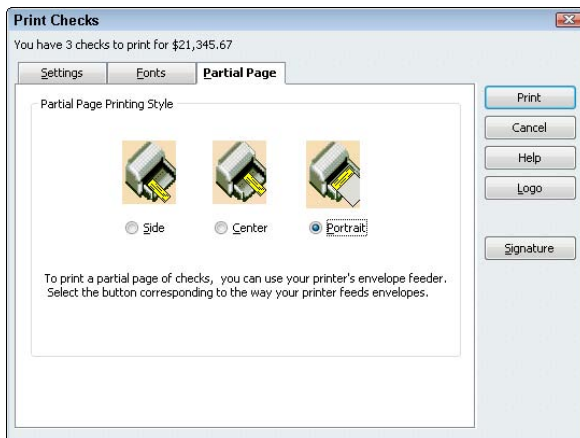 Print Checks
You have 3 checks to print for $21,345.67
Settings
Fonts
Partial Page
Partial Page Printing Style
Side
Center
Portrait
To print a partial page of checks, you can use your printer's envelope feeder.
Select the button corresponding to the way your printer feeds envelopes.
Print
Cancel
Help
Logo
Signature